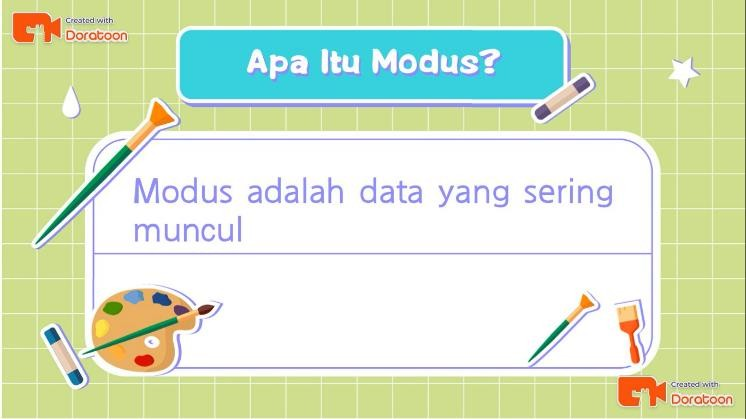 Created with
Doratoon
Apa Itu Modus?
Modus adalah data yang sering
muncul
Created with
Doratoon